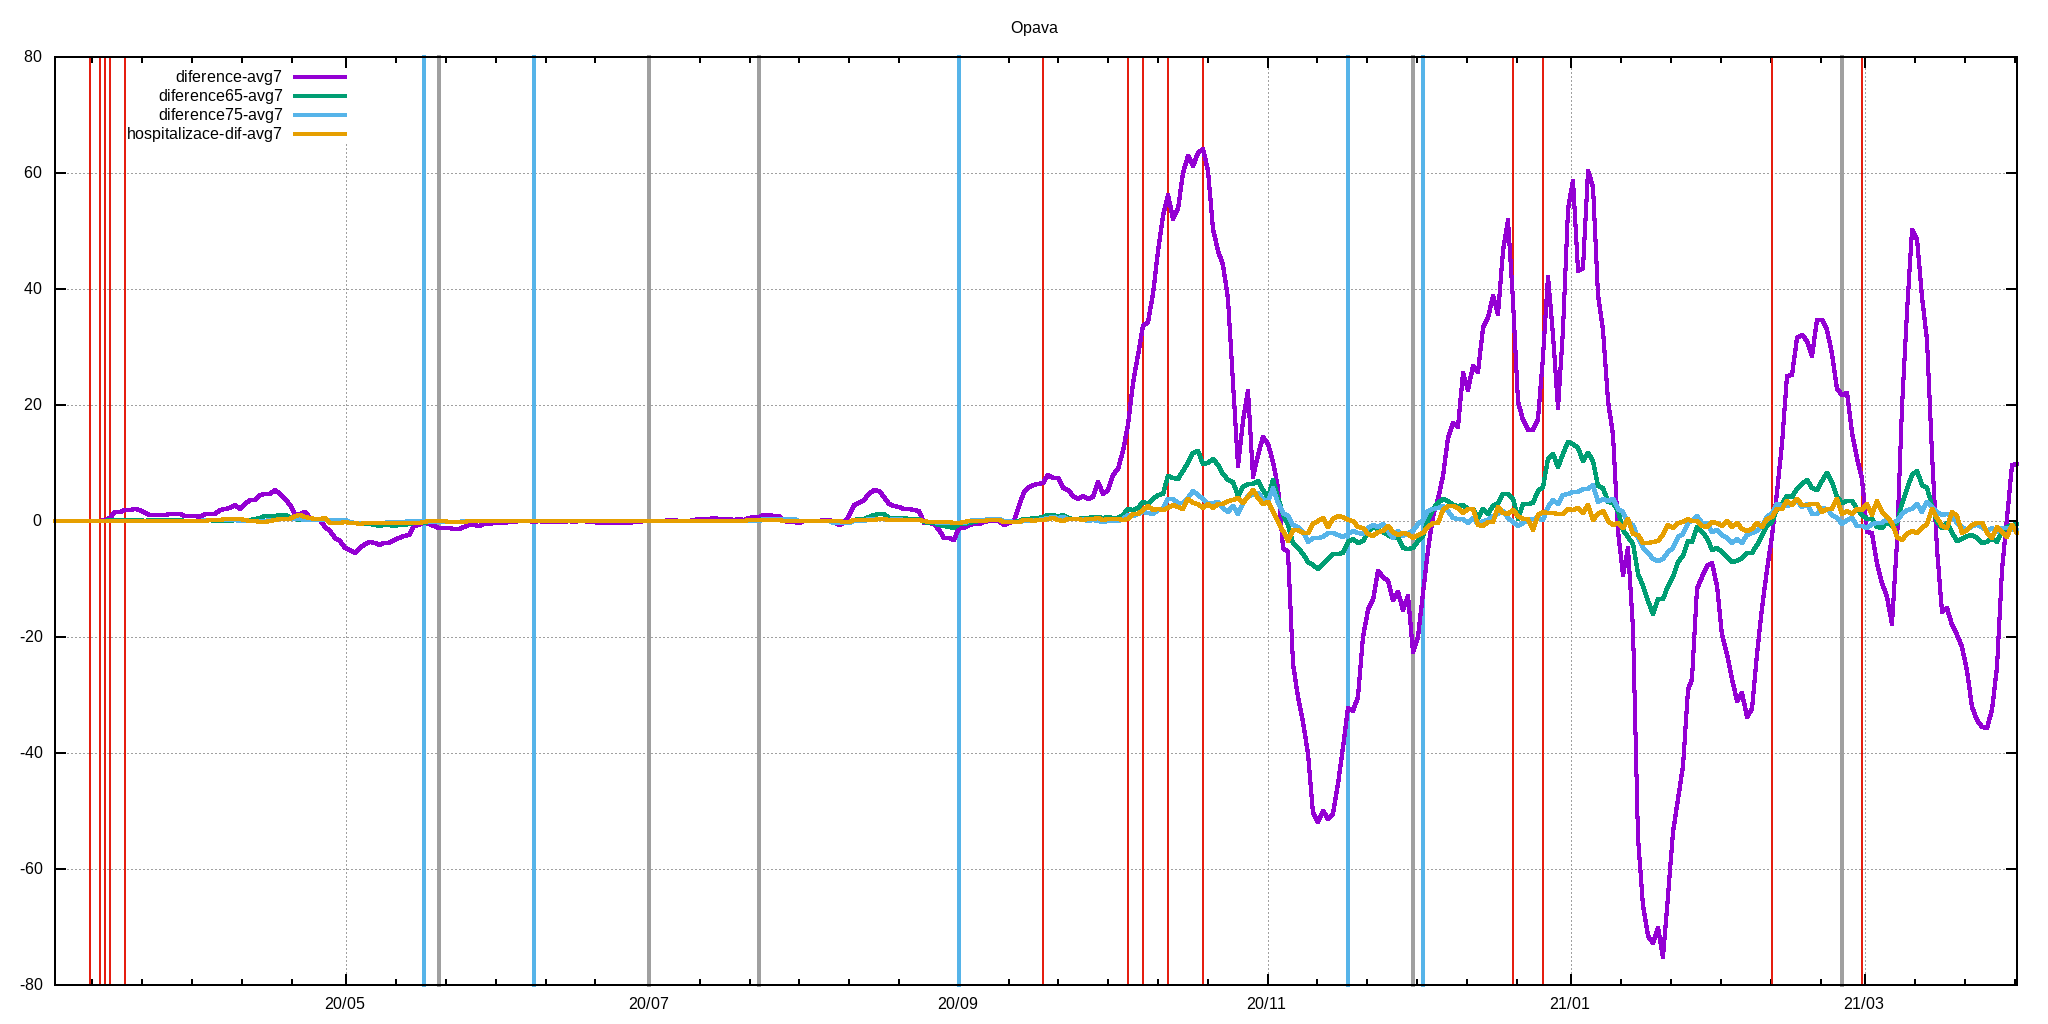 Opava
80
diference-avg7
diference65-avg7
diference75-avg7
hospitalizace-dif-avg7
60
40
20
0
-20
-40
-60
-80
20/05 20/07 20/09 20/11 21/01 21/03